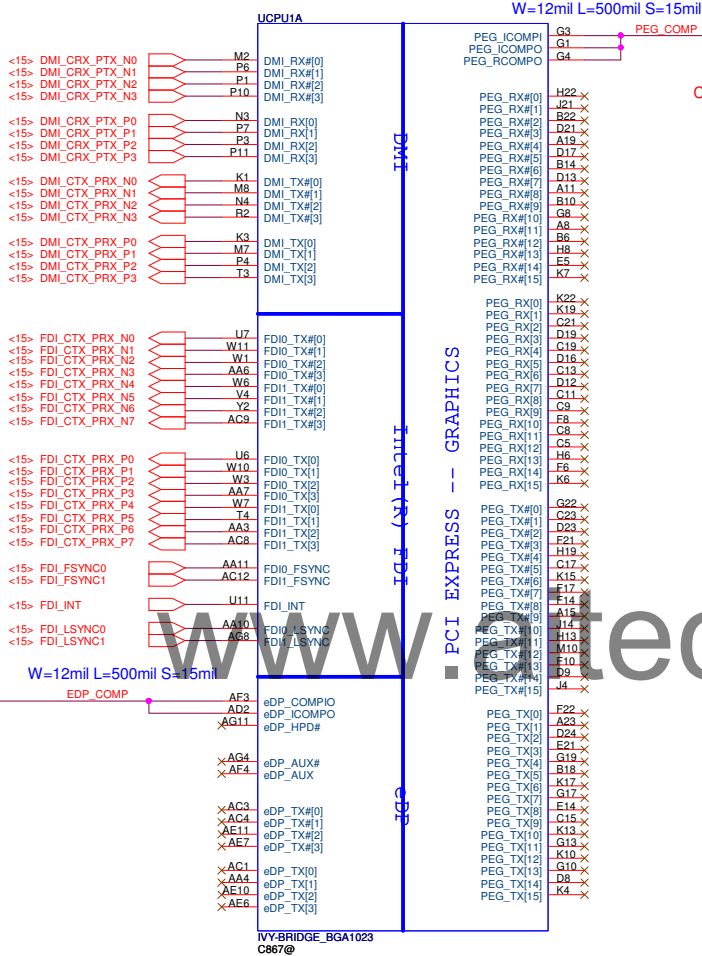 W=12mil L=500mil S=15mil
UCPU1A
PEG_COMP
G3 PEG_ICOMPI
G1 PEG_ICOMPO
G4 PEG_RCOMPO
<15> DMI_CRX_PTX_N0 M2 DMI_RX#[0]
<15> DMI_CRX_PTX_N1 P6 DMI_RX#[1]
<15> DMI_CRX_PTX_N2 P1 DMI_RX#[2]
<15> DMI_CRX_PTX_N3 P10 DMI_RX#[3]
<15> DMI_CRX_PTX_P0 N3 DMI_RX[0]
<15> DMI_CRX_PTX_P1 P7 DMI_RX[1]
<15> DMI_CRX_PTX_P2 P3 DMI_RX[2]
<15> DMI_CRX_PTX_P3 P11 DMI_RX[3]
<15> DMI_CTX_PRX_N0 K1 DMI_TX#[0]
<15> DMI_CTX_PRX_N1 M8 DMI_TX#[1]
<15> DMI_CTX_PRX_N2 N4 DMI_TX#[2]
<15> DMI_CTX_PRX_N3 R2 DMI_TX#[3]
<15> DMI_CTX_PRX_P0 K3 DMI_TX[0]
<15> DMI_CTX_PRX_P1 M7 DMI_TX[1]
<15> DMI_CTX_PRX_P2 P4 DMI_TX[2]
<15> DMI_CTX_PRX_P3 T3 DMI_TX[3]
DMI
<15> FDI_CTX_PRX_N0 U7 FDI0_TX#[0]
<15> FDI_CTX_PRX_N1 W11 FDI0_TX#[1]
<15> FDI_CTX_PRX_N2 W1 FDI0_TX#[2]
<15> FDI_CTX_PRX_N3 AA6 FDI0_TX#[3]
<15> FDI_CTX_PRX_N4 W6 FDI1_TX#[0]
<15> FDI_CTX_PRX_N5 V4 FDI1_TX#[1]
<15> FDI_CTX_PRX_N6 Y2 FDI1_TX#[2]
<15> FDI_CTX_PRX_N7 AC9 FDI1_TX#[3]
<15> FDI_CTX_PRX_P0 U6 FDI0_TX[0]
<15> FDI_CTX_PRX_P1 W10 FDI0_TX[1]
<15> FDI_CTX_PRX_P2 W3 FDI0_TX[2]
<15> FDI_CTX_PRX_P3 AA7 FDI0_TX[3]
<15> FDI_CTX_PRX_P4 W7 FDI1_TX[0]
<15> FDI_CTX_PRX_P5 T4 FDI1_TX[1]
<15> FDI_CTX_PRX_P6 AA3 FDI1_TX[2]
<15> FDI_CTX_PRX_P7 AC8 FDI1_TX[3]
<15> FDI_FSYNC0 AA11 FDI0_FSYNC
<15> FDI_FSYNC1 AC12 FDI1_FSYNC
<15> FDI_INT U11 FDI_INT
<15> FDI_LSYNC0 AA10 FDI0_LSYNC
<15> FDI_LSYNC1 AG8 FDI1_LSYNC
Intel(R) FDI
W=12mil L=500mil S=15mil
EDP_COMP
AF3 eDP_COMPIO
AD2 eDP_ICOMPO
AG11 eDP_HPD#
AG4 eDP_AUX#
AF4 eDP_AUX
AC3 eDP_TX#[0]
AC4 eDP_TX#[1]
AE11 eDP_TX#[2]
AE7 eDP_TX#[3]
AC1 eDP_TX[0]
AA4 eDP_TX[1]
AE10 eDP_TX[2]
AE6 eDP_TX[3]
eDP
PCI EXPRESS -- GRAPHICS
PEG_RX#[0] H22
PEG_RX#[1] J21
PEG_RX#[2] B22
PEG_RX#[3] D21
PEG_RX#[4] A19
PEG_RX#[5] D17
PEG_RX#[6] B14
PEG_RX#[7] D13
PEG_RX#[8] A11
PEG_RX#[9] B10
PEG_RX#[10] G8
PEG_RX#[11] A8
PEG_RX#[12] B6
PEG_RX#[13] H8
PEG_RX#[14] E5
PEG_RX#[15] K7
PEG_RX[0] K22
PEG_RX[1] K19
PEG_RX[2] C21
PEG_RX[3] D19
PEG_RX[4] C19
PEG_RX[5] D16
PEG_RX[6] C13
PEG_RX[7] D12
PEG_RX[8] C11
PEG_RX[9] C9
PEG_RX[10] F8
PEG_RX[11] C8
PEG_RX[12] C5
PEG_RX[13] H6
PEG_RX[14] F6
PEG_RX[15] K6
PEG_TX#[0] G22
PEG_TX#[1] C23
PEG_TX#[2] D23
PEG_TX#[3] F21
PEG_TX#[4] H19
PEG_TX#[5] C17
PEG_TX#[6] K15
PEG_TX#[7] F17
PEG_TX#[8] F14
PEG_TX#[9] A15
PEG_TX#[10] J14
PEG_TX#[11] H13
PEG_TX#[12] M10
PEG_TX#[13] F10
PEG_TX#[14] D9
PEG_TX#[15] J4
PEG_TX[0] F22
PEG_TX[1] A23
PEG_TX[2] D24
PEG_TX[3] E21
PEG_TX[4] G19
PEG_TX[5] B18
PEG_TX[6] K17
PEG_TX[7] G17
PEG_TX[8] E14
PEG_TX[9] C15
PEG_TX[10] K13
PEG_TX[11] G13
PEG_TX[12] K10
PEG_TX[13] G10
PEG_TX[14] D8
PEG_TX[15] K4
IVY-BRIDGE_BGA1023
C867@